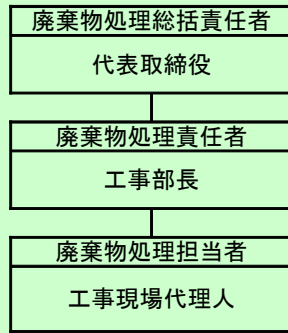 廃棄物処理総括責任者
代表取締役
廃棄物処理責任者
工事部長
廃棄物処理担当者
工事現場代理人